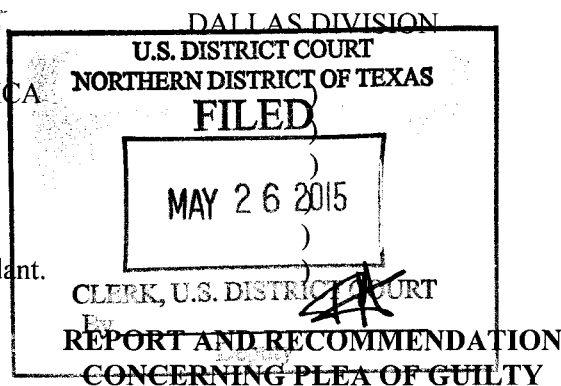 DALLAS DIVISION
U.S. DISTRICT COURT
NORTHERN DISTRICT OF TEXAS
CA )
FILED )
)
MAY 26 2015
)
lant. )
CLERK, U.S. DISTRICT COURT
By
REPORT AND RECOMMENDATION
Deputy
CONCERNING PLEA OF GUILTY